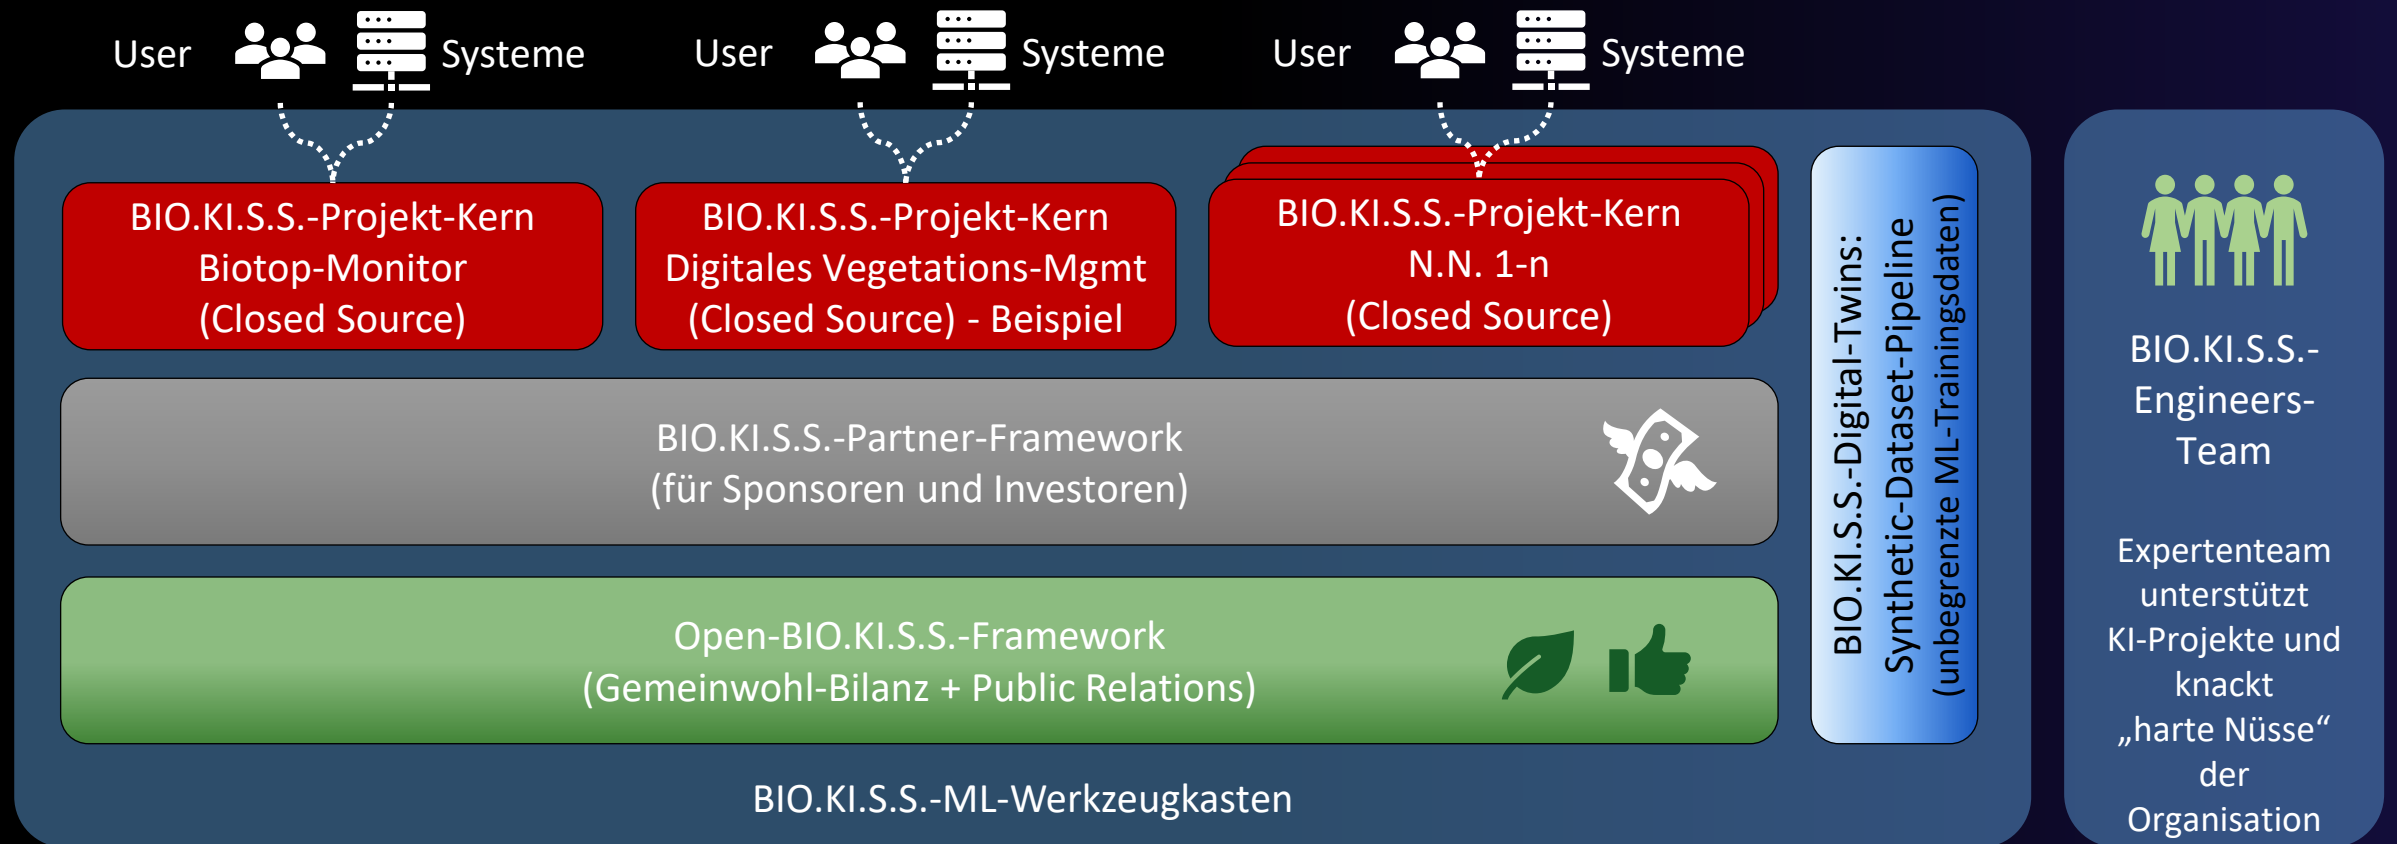 User
Systeme
User
Systeme
User
Systeme
BIO.KI.S.S.-Projekt-Kern
Biotop-Monitor
(Closed Source)
BIO.KI.S.S.-Projekt-Kern
Digitales Vegetations-Mgmt
(Closed Source) - Beispiel
BIO.KI.S.S.-Projekt-Kern
N.N. 1-n
(Closed Source)
BIO.KI.S.S.-Partner-Framework
(für Sponsoren und Investoren)
Open-BIO.KI.S.S.-Framework
(Gemeinwohl-Bilanz + Public Relations)
BIO.KI.S.S.-ML-Werkzeugkasten
BIO.KI.S.S.-Digital-Twins:
Synthetic-Dataset-Pipeline
(unbegrenzte ML-Trainingsdaten)
BIO.KI.S.S.-
Engineers-
Team
Expertenteam
unterstützt
KI-Projekte und
knackt
„harte Nüsse“
der
Organisation